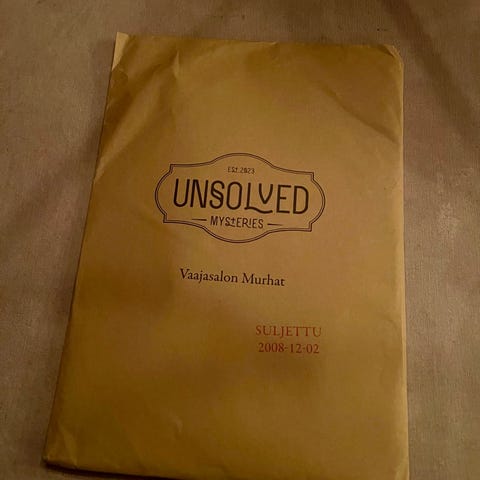 EST.2023
UNSOLVED
MYSTERIES
Vaajasalon Murhat
SULJETTU
2008-12-02